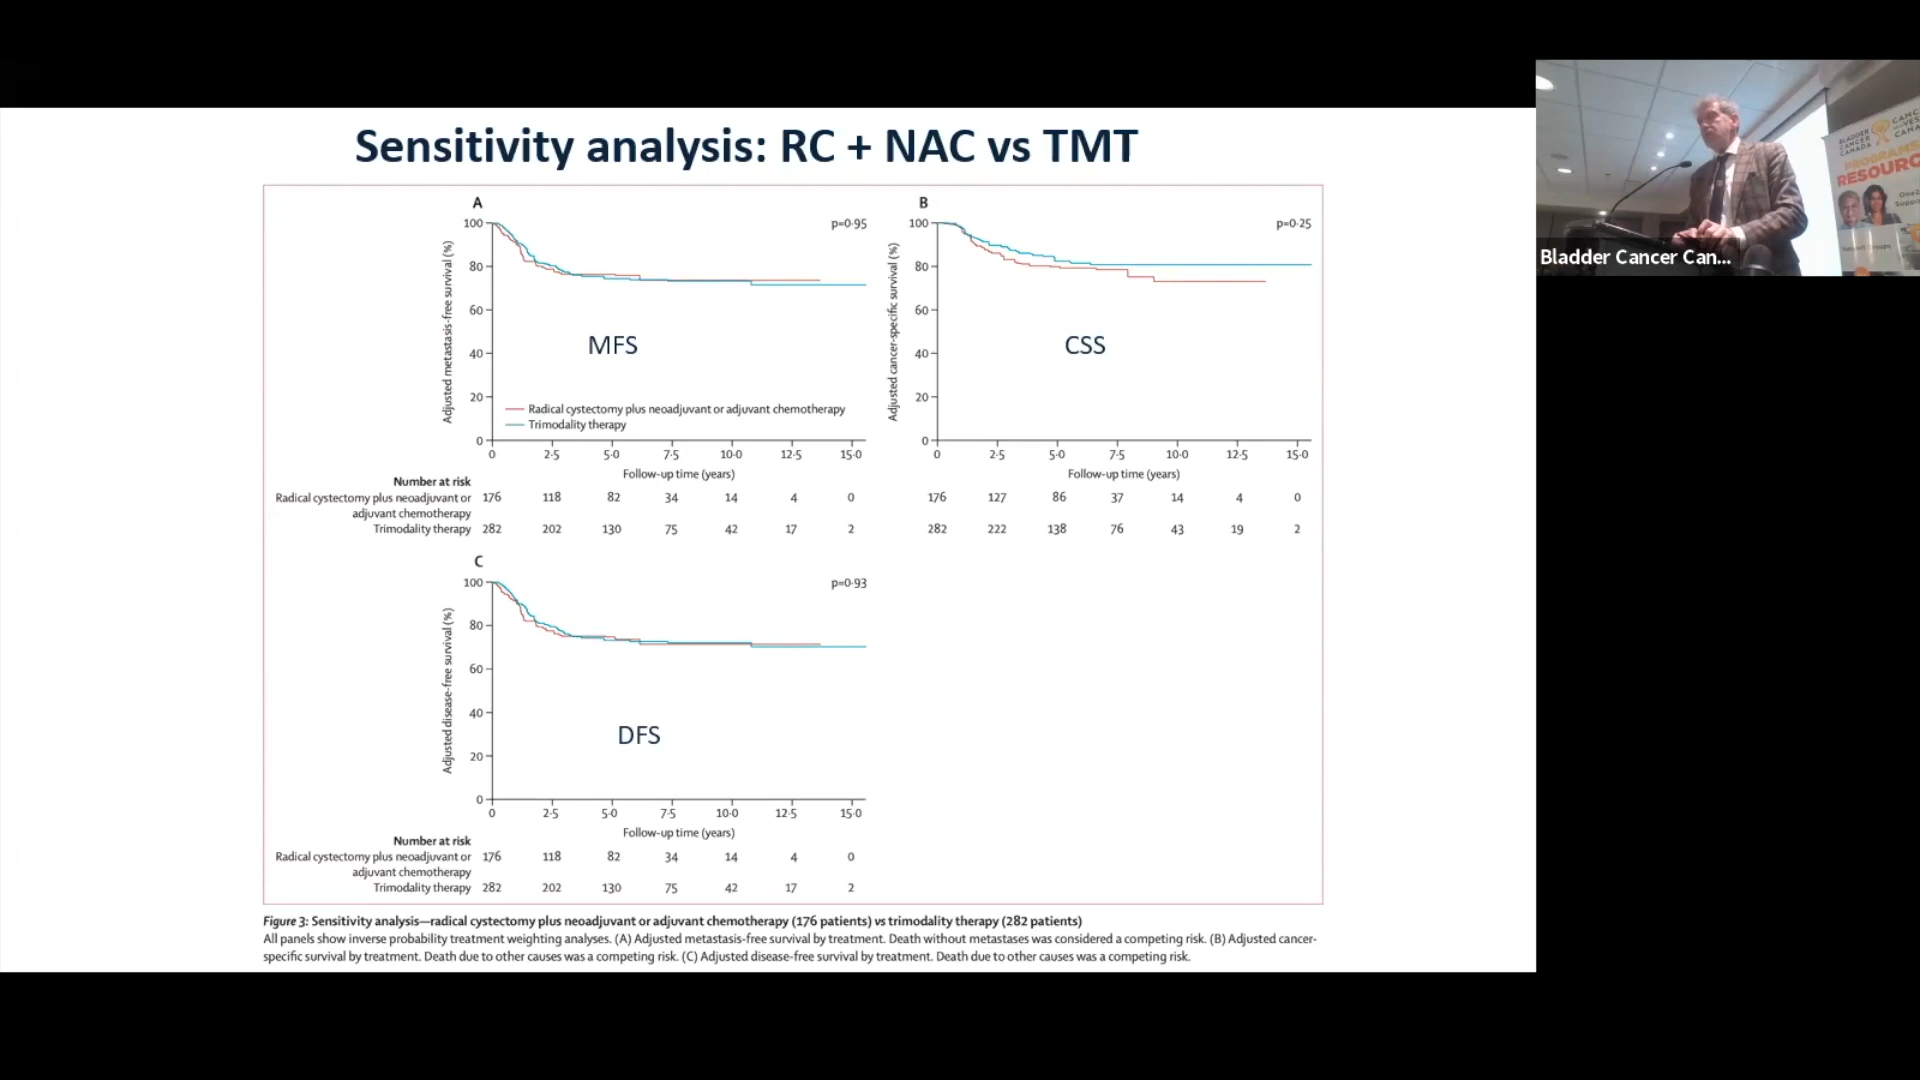 Sensitivity analysis: RC + NAC vs TMT
A
p=0·95
Adjusted metastasis-free survival (%)
100
80
60
40
20
0
MFS
Radical cystectomy plus neoadjuvant or adjuvant chemotherapy
Trimodality therapy
0 2·5 5·0 7·5 10·0 12·5 15·0
Follow-up time (years)
Number at risk
Radical cystectomy plus neoadjuvant or adjuvant chemotherapy 176 118 82 34 14 4 0
Trimodality therapy 282 202 130 75 42 17 2
B
p=0·25
Adjusted cancer-specific survival (%)
100
80
60
40
20
0
CSS
0 2·5 5·0 7·5 10·0 12·5 15·0
Follow-up time (years)
176 127 86 37 14 4 0
282 222 138 76 43 19 2
C
p=0·93
Adjusted disease-free survival (%)
100
80
60
40
20
0
DFS
0 2·5 5·0 7·5 10·0 12·5 15·0
Follow-up time (years)
Number at risk
Radical cystectomy plus neoadjuvant or adjuvant chemotherapy 176 118 82 34 14 4 0
Trimodality therapy 282 202 130 75 42 17 2
Figure 3: Sensitivity analysis—radical cystectomy plus neoadjuvant or adjuvant chemotherapy (176 patients) vs trimodality therapy (282 patients)
All panels show inverse probability treatment weighting analyses. (A) Adjusted metastasis-free survival by treatment. Death without metastases was considered a competing risk. (B) Adjusted cancer-
specific survival by treatment. Death due to other causes was a competing risk. (C) Adjusted disease-free survival by treatment. Death due to other causes was a competing risk.
BLADDER
CANCER
CANADA
PROGRAMS
RESOURC
Bladder Cancer Can...